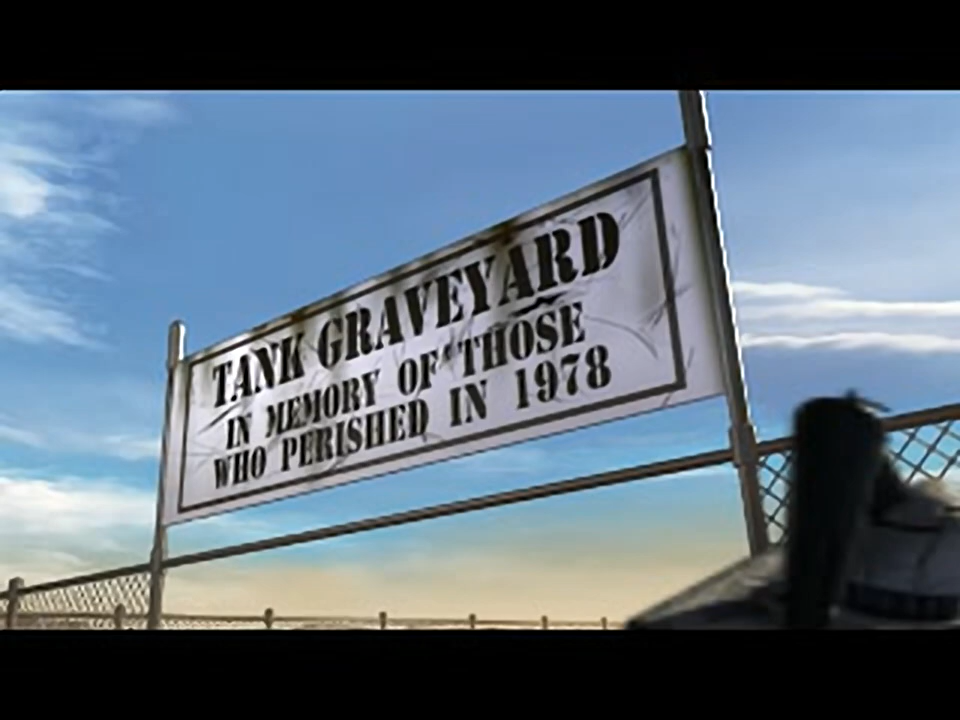 TANK GRAVEYARD
IN MEMORY OF THOSE
WHO PERISHED IN 1978